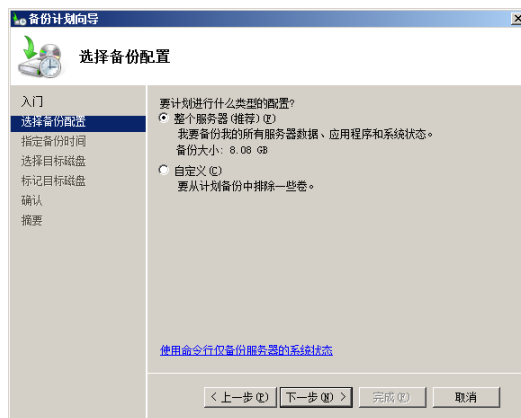 备份计划向导
选择备份配置
入门
选择备份配置
指定备份时间
选择目标磁盘
标记目标磁盘
确认
摘要
要计划进行什么类型的配置?
整个服务器(推荐)(F)
我要备份我的所有服务器数据、应用程序和系统状态。
备份大小: 8.08 GB
自定义(C)
要从计划备份中排除一些卷。
使用命令行仅备份服务器的系统状态
< 上一步(P)
下一步(N) >
完成(F)
取消